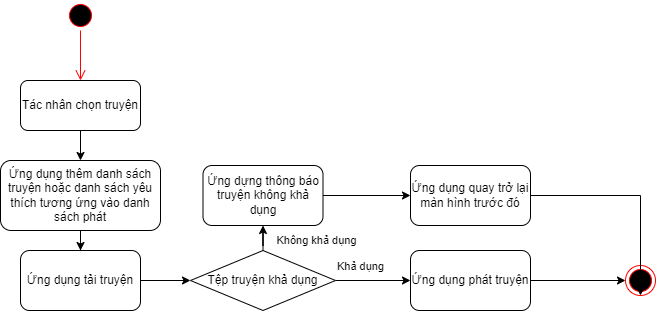 Tác nhân chọn truyện
Ứng dụng thêm danh sách
truyện hoặc danh sách yêu
thích tương ứng vào danh
sách phát
Ứng dụng tải truyện
Ứng dựng thông báo
truyện không khả
dụng
Ứng dụng quay trở lại
màn hình trước đó
Không khả dụng
Tệp truyện khả dụng
Khả dụng
Ứng dụng phát truyện